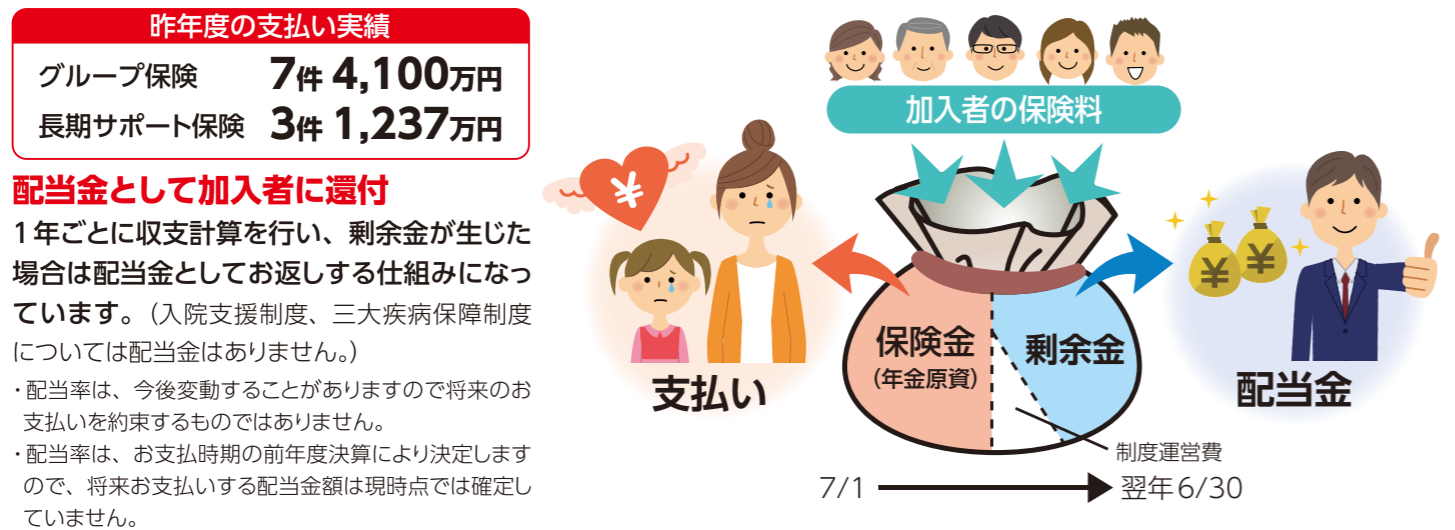 昨年度の支払い実績
グループ保険 7件 4,100万円
長期サポート保険 3件 1,237万円
配当金として加入者に還付
1年ごとに収支計算を行い、剰余金が生じた
場合は配当金としてお返しする仕組みになっ
ています。(入院支援制度、三大疾病保障制度
については配当金はありません。)
・配当率は、今後変動することがありますので将来のお
支払いを約束するものではありません。
・配当率は、お支払時期の前年度決算により決定します
ので、将来お支払いする配当金額は現時点では確定し
ていません。
加入者の保険料
¥
支払い
保険金
(年金原資)
剰余金
¥ ¥
配当金
制度運営費
7/1 翌年6/30